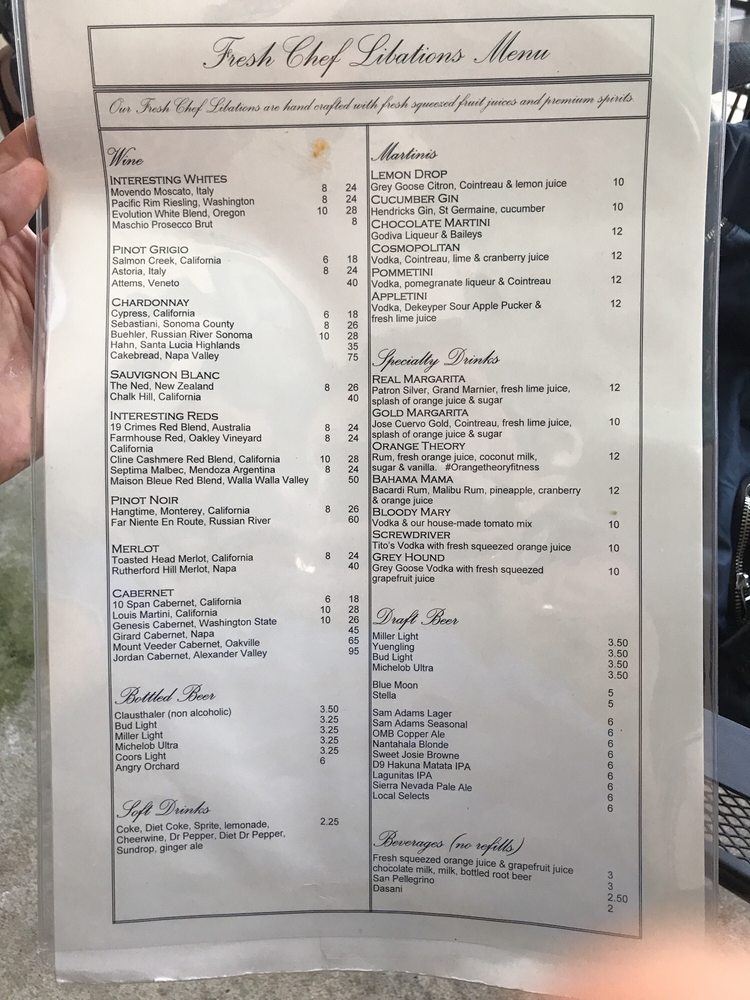 Fresh Chef Libations Menu
Our Fresh Chef Libations are hand crafted with fresh squeezed fruit juices and premium spirits.
Wine
INTERESTING WHITES
Movendo Moscato, Italy 8 24
Pacific Rim Riesling, Washington 8 24
Evolution White Blend, Oregon 10 28
Maschio Prosecco Brut 8
PINOT GRIGIO
Salmon Creek, California 6 18
Astoria, Italy 8 24
Attems, Veneto 40
CHARDONNAY
Cypress, California 6 18
Sebastiani, Sonoma County 8 26
Buehler, Russian River Sonoma 10 28
Hahn, Santa Lucia Highlands 35
Cakebread, Napa Valley 75
SAUVIGNON BLANC
The Ned, New Zealand 8 26
Chalk Hill, California 40
INTERESTING REDS
19 Crimes Red Blend, Australia 8 24
Farmhouse Red, Oakley Vineyard 8 24
California
Cline Cashmere Red Blend, California 10 28
Septima Malbec, Mendoza Argentina 8 24
Maison Bleue Red Blend, Walla Walla Valley 50
PINOT NOIR
Hangtime, Monterey, California 8 26
Far Niente En Route, Russian River 60
MERLOT
Toasted Head Merlot, California 8 24
Rutherford Hill Merlot, Napa 40
CABERNET
10 Span Cabernet, California 6 18
Louis Martini, California 10 28
Genesis Cabernet, Washington State 10 26
Girard Cabernet, Napa 45
Mount Veeder Cabernet, Oakville 65
Jordan Cabernet, Alexander Valley 95
Bottled Beer
Clausthaler (non alcoholic) 3.50
Bud Light 3.25
Miller Light 3.25
Michelob Ultra 3.25
Coors Light 3.25
Angry Orchard 6
Soft Drinks
Coke, Diet Coke, Sprite, lemonade, 2.25
Cheerwine, Dr Pepper, Diet Dr Pepper,
Sundrop, ginger ale
Martinis
LEMON DROP
Grey Goose Citron, Cointreau & lemon juice 10
CUCUMBER GIN
Hendricks Gin, St Germaine, cucumber 10
CHOCOLATE MARTINI
Godiva Liqueur & Baileys 12
COSMOPOLITAN
Vodka, Cointreau, lime & cranberry juice 12
POMMETINI
Vodka, pomegranate liqueur & Cointreau 12
APPLETINI
Vodka, Dekeyper Sour Apple Pucker & 12
fresh lime juice
Specialty Drinks
REAL MARGARITA
Patron Silver, Grand Marnier, fresh lime juice, 12
splash of orange juice & sugar
GOLD MARGARITA
Jose Cuervo Gold, Cointreau, fresh lime juice, 10
splash of orange juice & sugar
ORANGE THEORY
Rum, fresh orange juice, coconut milk, 12
sugar & vanilla. #Orangetheoryfitness
BAHAMA MAMA
Bacardi Rum, Malibu Rum, pineapple, cranberry 12
& orange juice
BLOODY MARY
Vodka & our house-made tomato mix 10
SCREWDRIVER
Tito's Vodka with fresh squeezed orange juice 10
GREY HOUND
Grey Goose Vodka with fresh squeezed 10
grapefruit juice
Draft Beer
Miller Light 3.50
Yuengling 3.50
Bud Light 3.50
Michelob Ultra 3.50
Blue Moon 5
Stella 5
Sam Adams Lager 6
Sam Adams Seasonal 6
OMB Copper Ale 6
Nantahala Blonde 6
Sweet Josie Browne 6
D9 Hakuna Matata IPA 6
Lagunitas IPA 6
Sierra Nevada Pale Ale 6
Local Selects 6
Beverages (no refills)
Fresh squeezed orange juice & grapefruit juice 3
chocolate milk, milk, bottled root beer 3
San Pellegrino 2.50
Dasani 2